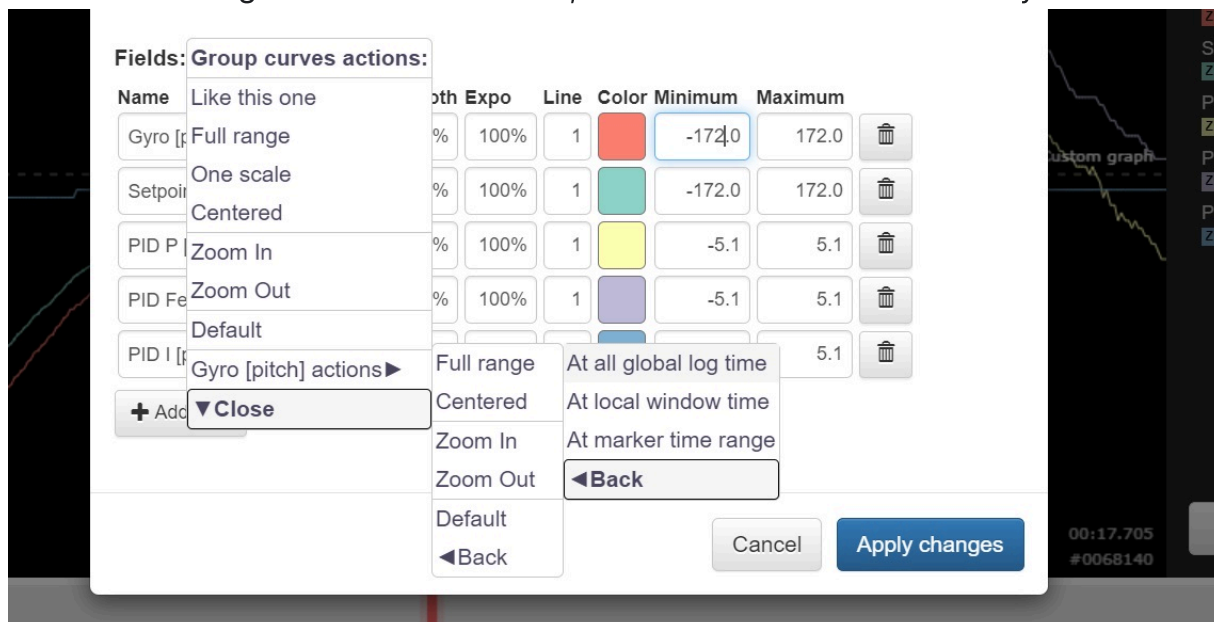 Fields: Group curves actions:
Name Like this one oth Expo Line Color Minimum Maximum
Gyro [p Full range % 100% 1 -172.0 172.0
One scale
Setpoin % 100% 1 -172.0 172.0
Centered
PID P [ Zoom In % 100% 1 -5.1 5.1
PID Fe Zoom Out % 100% 1 -5.1 5.1
Default
PID I [p Gyro [pitch] actions▶ Full range At all global log time 5.1
+ Add ▼Close Centered At local window time
Zoom In At marker time range
Zoom Out ◀Back
Default
◀Back
Cancel Apply changes
Custom graph
00:17.705
#0068140
S
Z
P
Z
P
Z
P
Z